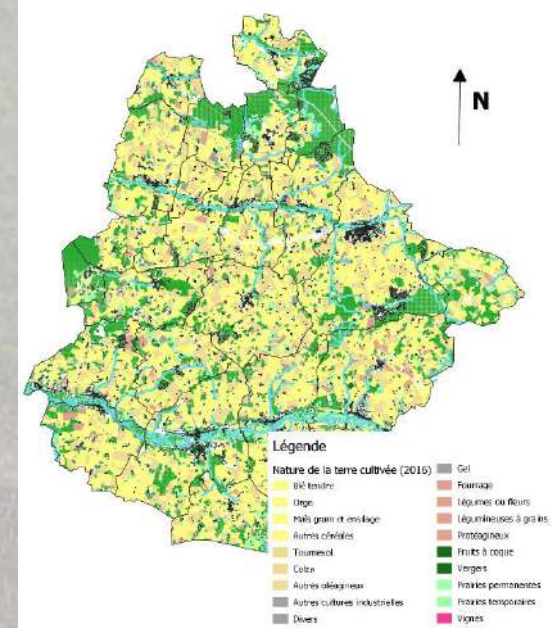 N
Légende
Nature de la terre cultivée (2016)
Blé tendre
Orge
Maïs grain et ensilage
Autres céréales
Tournesol
Colza
Autres oléagineux
Autres cultures industrielles
Divers
Gel
Fourrage
Légumes ou fleurs
Légumineuses à grains
Protéagineux
Fruits à coque
Vergers
Prairies permanentes
Prairies temporaires
Vignes